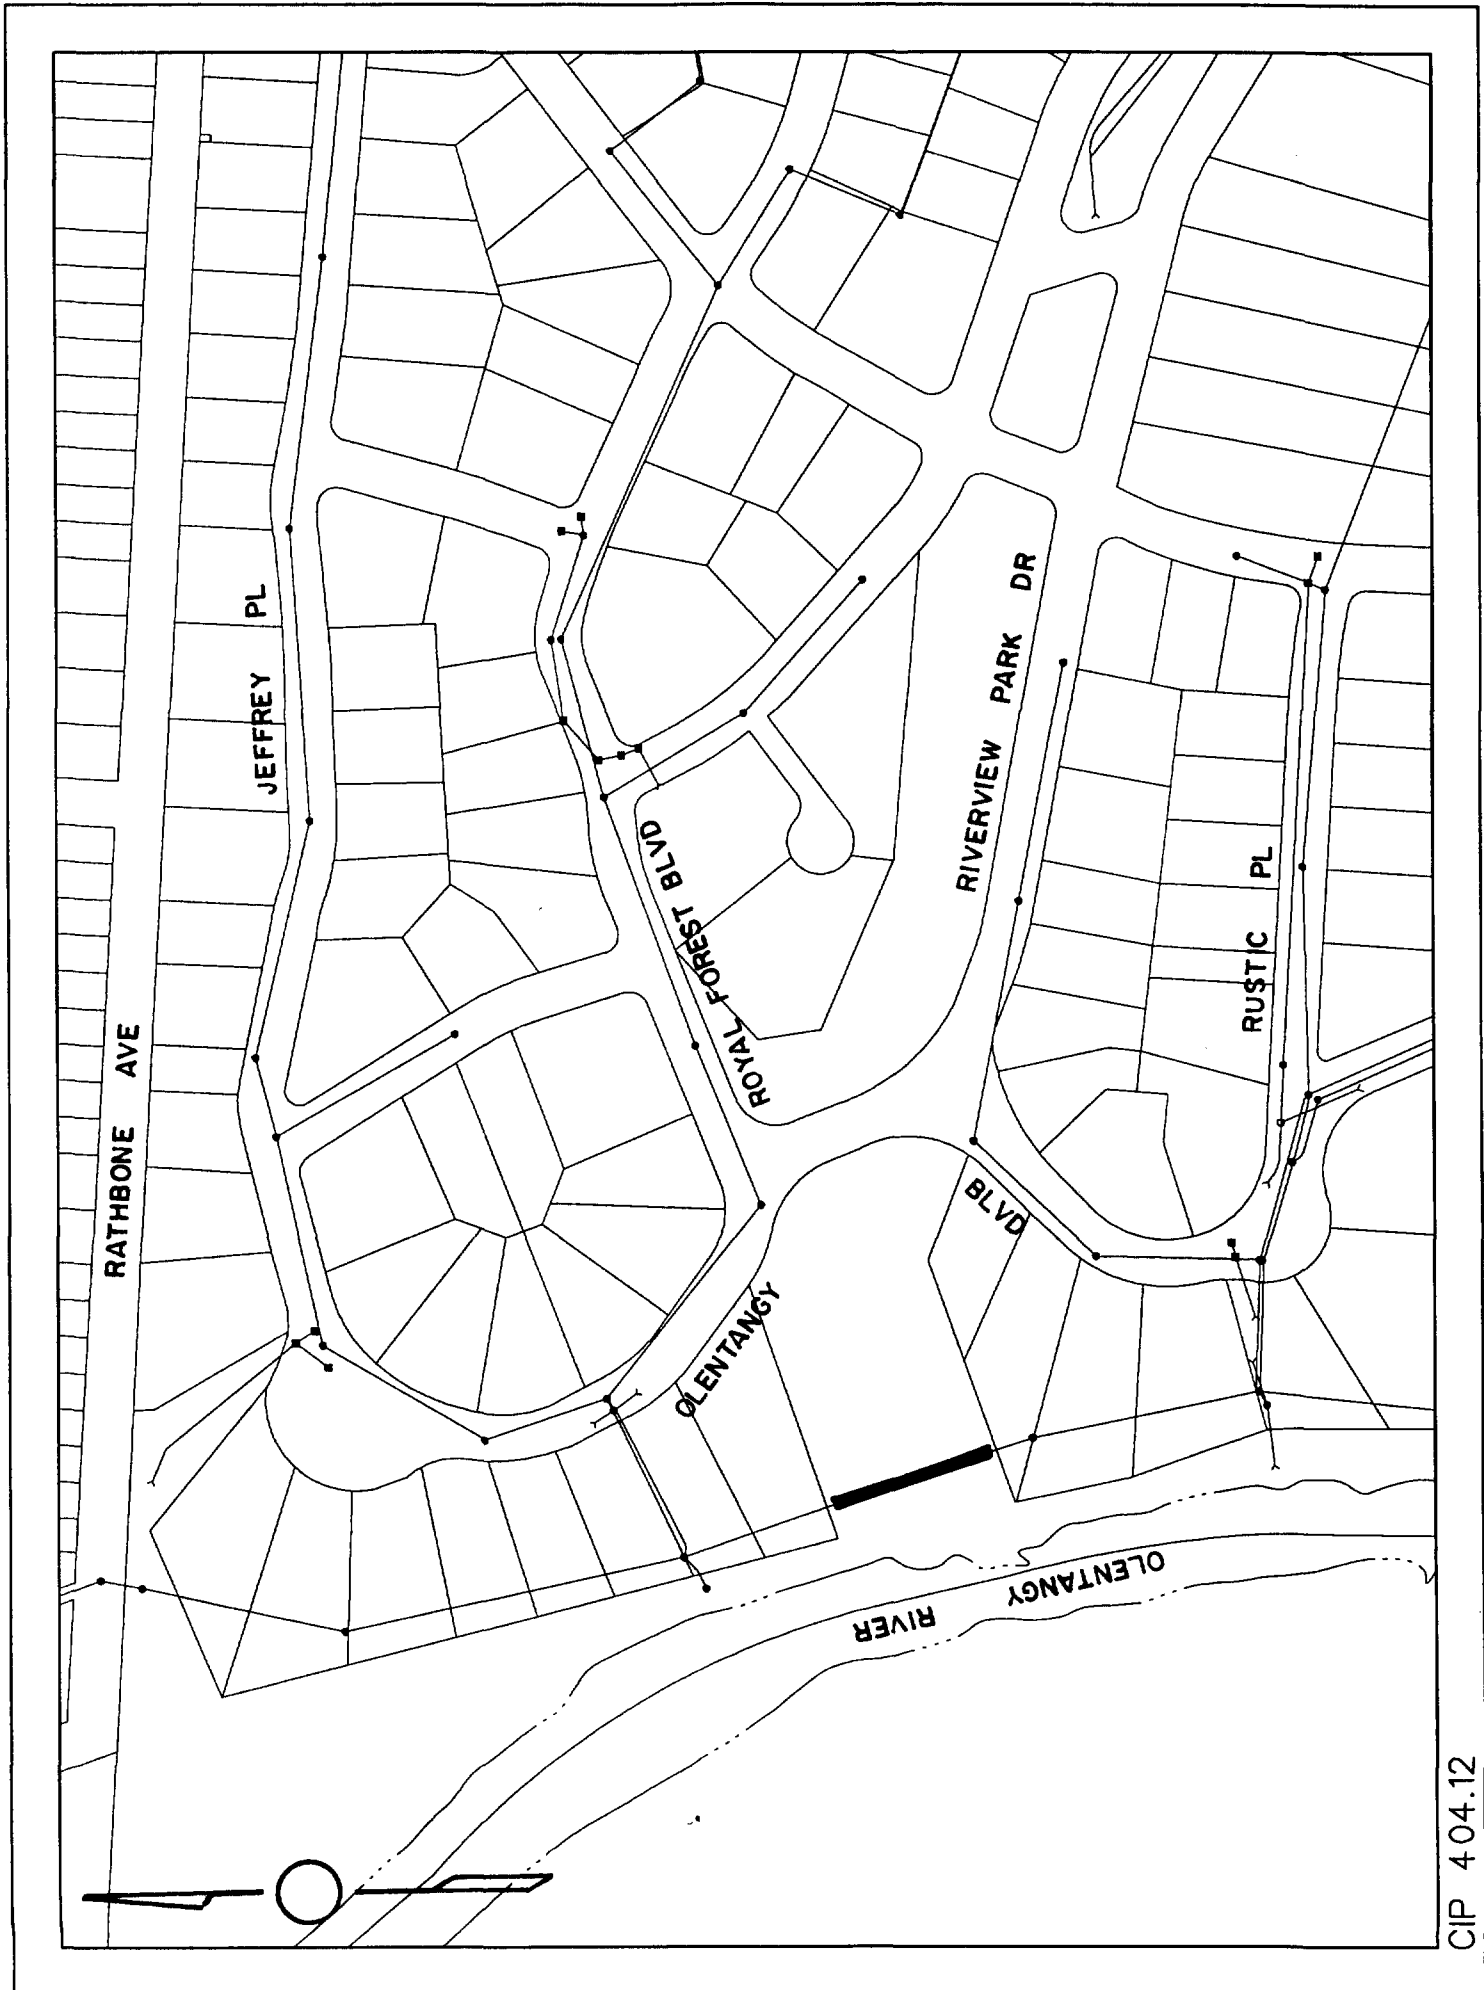 RATHBONE AVE
JEFFREY PL
ROYAL FOREST BLVD
RIVERVIEW PARK DR
RUSTIC PL
OLENTANGY BLVD
OLENTANGY RIVER
CIP 404.12